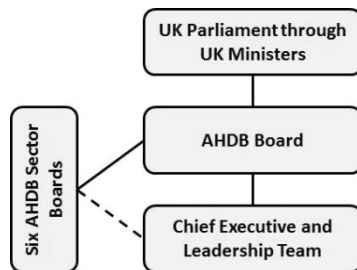 UK Parliament through
UK Ministers
AHDB Board
Six AHDB Sector
Boards
Chief Executive and
Leadership Team